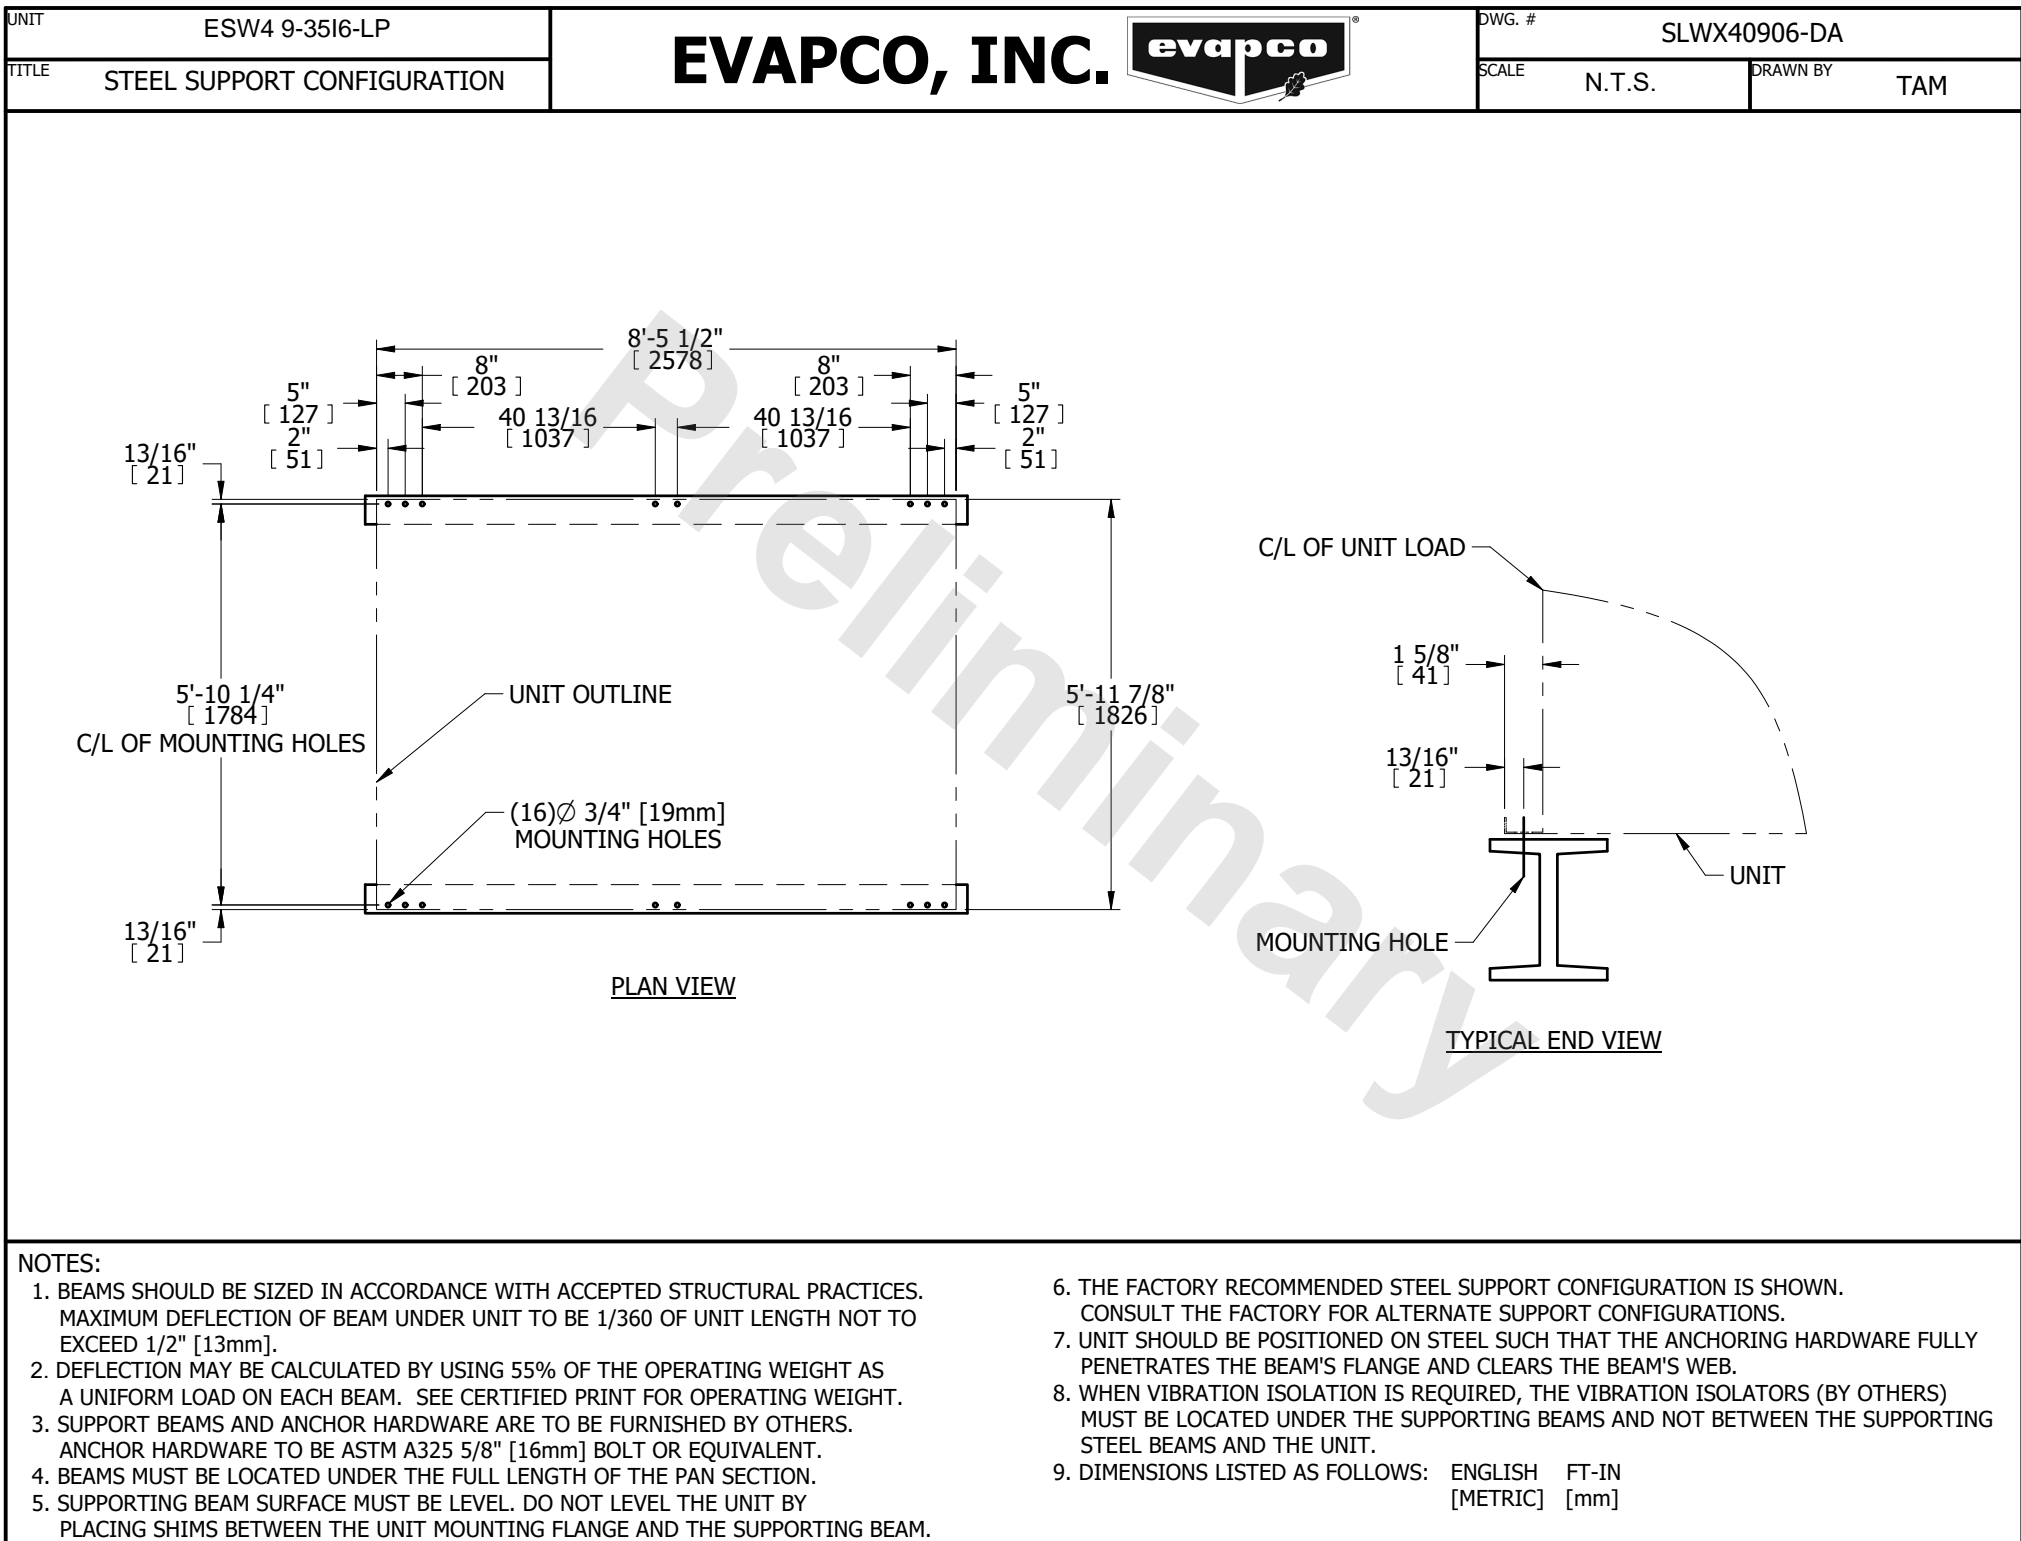 UNIT
ESW4 9-35I6-LP
TITLE
STEEL SUPPORT CONFIGURATION
EVAPCO, INC.
evapco
®
DWG. #
SLWX40906-DA
SCALE
N.T.S.
DRAWN BY
TAM
8'-5 1/2"
[ 2578 ]
8"
[ 203 ]
8"
[ 203 ]
5"
[ 127 ]
5"
[ 127 ]
40 13/16
[ 1037 ]
40 13/16
[ 1037 ]
2"
[ 51 ]
2"
[ 51 ]
13/16"
[ 21 ]
5'-10 1/4"
[ 1784 ]
C/L OF MOUNTING HOLES
UNIT OUTLINE
5'-11 7/8"
[ 1826 ]
(16)Ø 3/4" [19mm]
MOUNTING HOLES
13/16"
[ 21 ]
PLAN VIEW
Preliminary
C/L OF UNIT LOAD
1 5/8"
[ 41 ]
13/16"
[ 21 ]
UNIT
MOUNTING HOLE
TYPICAL END VIEW
NOTES:
1. BEAMS SHOULD BE SIZED IN ACCORDANCE WITH ACCEPTED STRUCTURAL PRACTICES.
MAXIMUM DEFLECTION OF BEAM UNDER UNIT TO BE 1/360 OF UNIT LENGTH NOT TO
EXCEED 1/2" [13mm].
2. DEFLECTION MAY BE CALCULATED BY USING 55% OF THE OPERATING WEIGHT AS
A UNIFORM LOAD ON EACH BEAM. SEE CERTIFIED PRINT FOR OPERATING WEIGHT.
3. SUPPORT BEAMS AND ANCHOR HARDWARE ARE TO BE FURNISHED BY OTHERS.
ANCHOR HARDWARE TO BE ASTM A325 5/8" [16mm] BOLT OR EQUIVALENT.
4. BEAMS MUST BE LOCATED UNDER THE FULL LENGTH OF THE PAN SECTION.
5. SUPPORTING BEAM SURFACE MUST BE LEVEL. DO NOT LEVEL THE UNIT BY
PLACING SHIMS BETWEEN THE UNIT MOUNTING FLANGE AND THE SUPPORTING BEAM.
6. THE FACTORY RECOMMENDED STEEL SUPPORT CONFIGURATION IS SHOWN.
CONSULT THE FACTORY FOR ALTERNATE SUPPORT CONFIGURATIONS.
7. UNIT SHOULD BE POSITIONED ON STEEL SUCH THAT THE ANCHORING HARDWARE FULLY
PENETRATES THE BEAM'S FLANGE AND CLEARS THE BEAM'S WEB.
8. WHEN VIBRATION ISOLATION IS REQUIRED, THE VIBRATION ISOLATORS (BY OTHERS)
MUST BE LOCATED UNDER THE SUPPORTING BEAMS AND NOT BETWEEN THE SUPPORTING
STEEL BEAMS AND THE UNIT.
9. DIMENSIONS LISTED AS FOLLOWS: ENGLISH FT-IN
[METRIC] [mm]